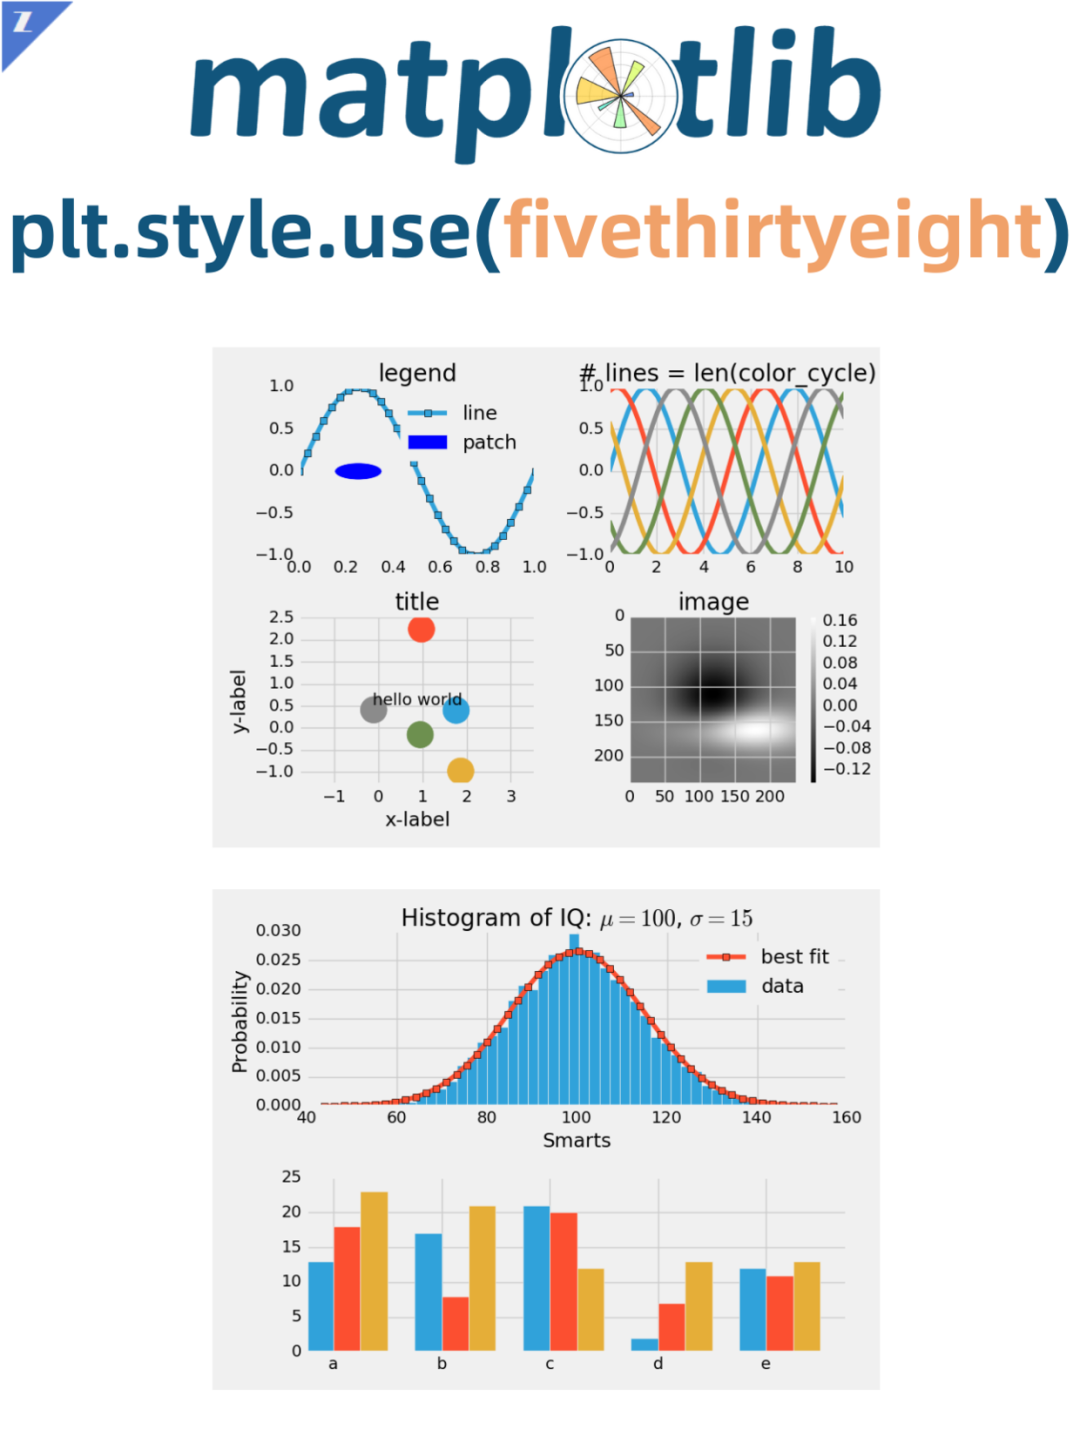 Z
matplotlib
plt.style.use(fivethirtyeight)
legend
1.0
0.5
0.0
−0.5
−1.0
line
patch
0.0 0.2 0.4 0.6 0.8 1.0
# lines = len(color_cycle)
1.0
0.5
0.0
−0.5
−1.0
0 2 4 6 8 10
title
y-label
2.5
2.0
1.5
1.0
0.5
0.0
−0.5
−1.0
hello world
−1 0 1 2 3
x-label
image
0
50
100
150
200
0 50 100 150 200
0.16
0.12
0.08
0.04
0.00
−0.04
−0.08
−0.12
Histogram of IQ: μ = 100, σ = 15
Probability
0.030
0.025
0.020
0.015
0.010
0.005
0.000
best fit
data
40 60 80 100 120 140 160
Smarts
25
20
15
10
5
0
a b c d e